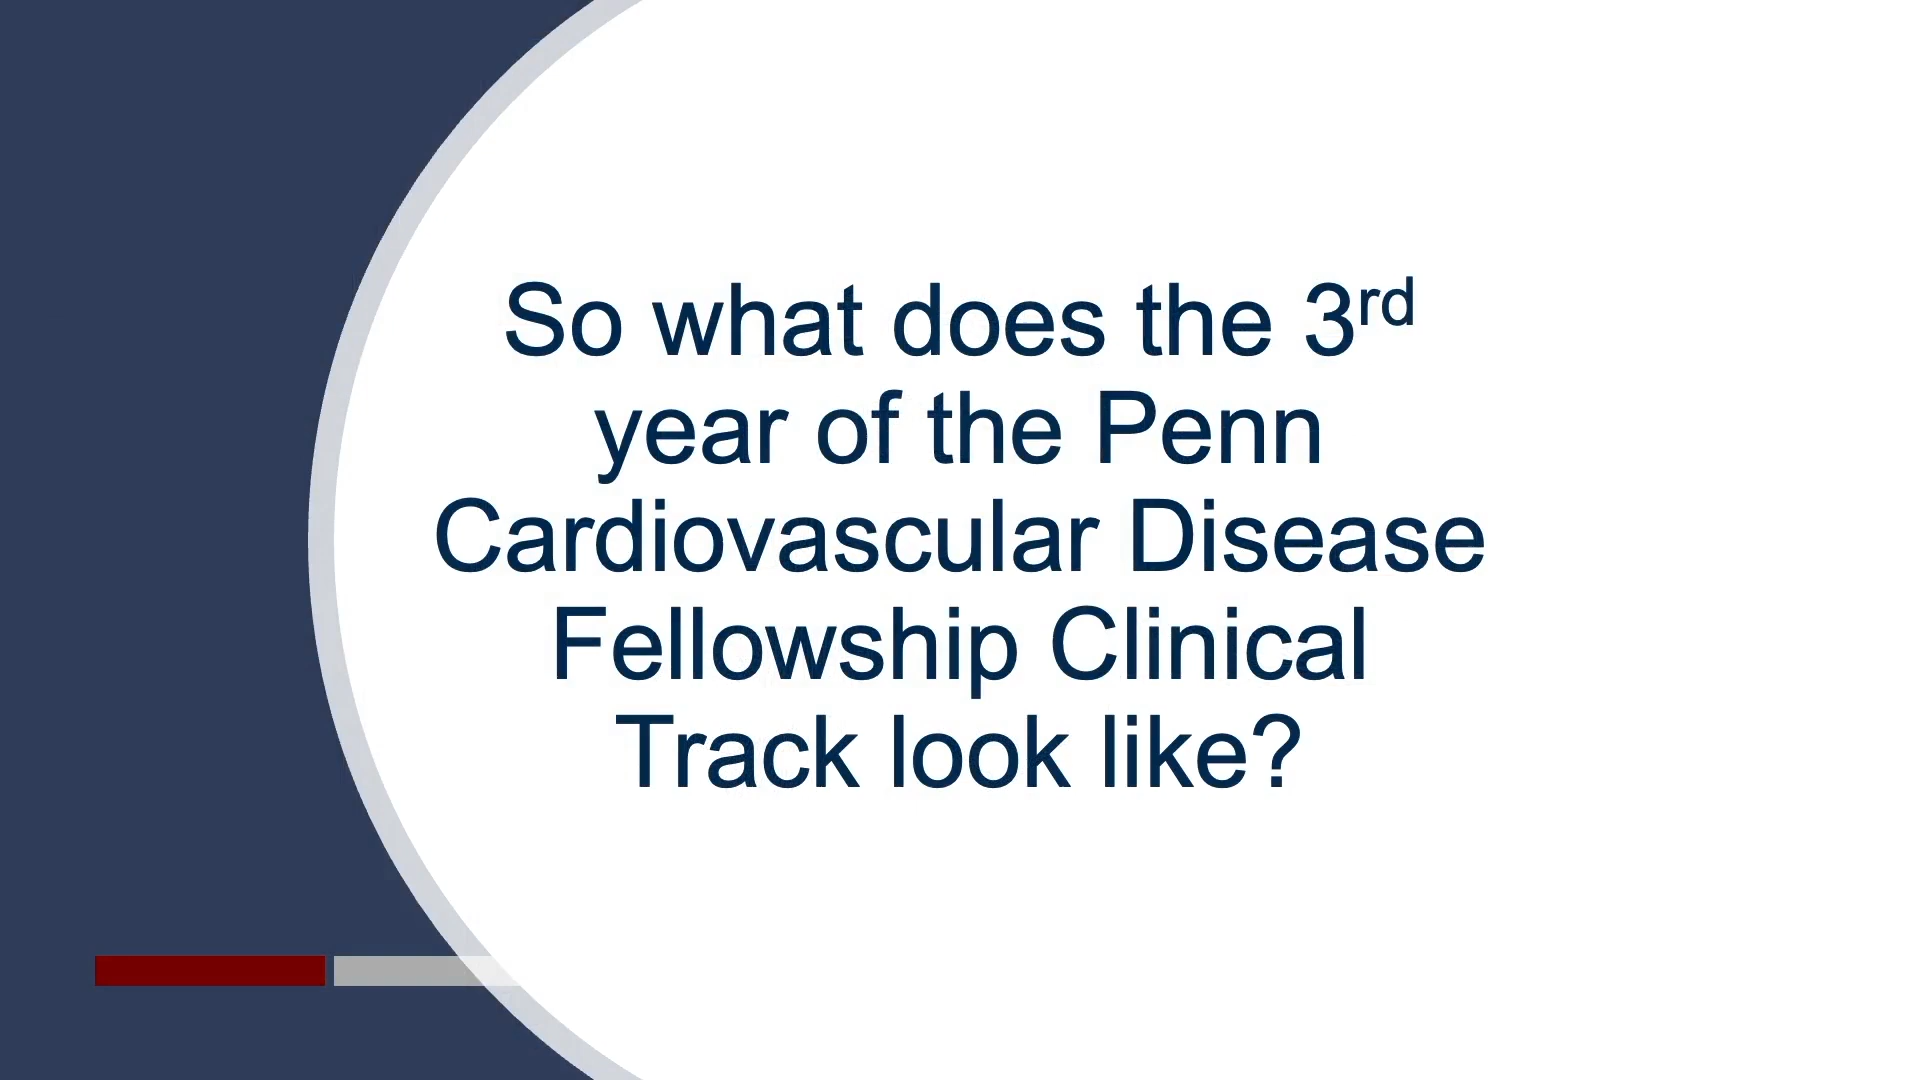 So what does the 3rd
year of the Penn
Cardiovascular Disease
Fellowship Clinical
Track look like?